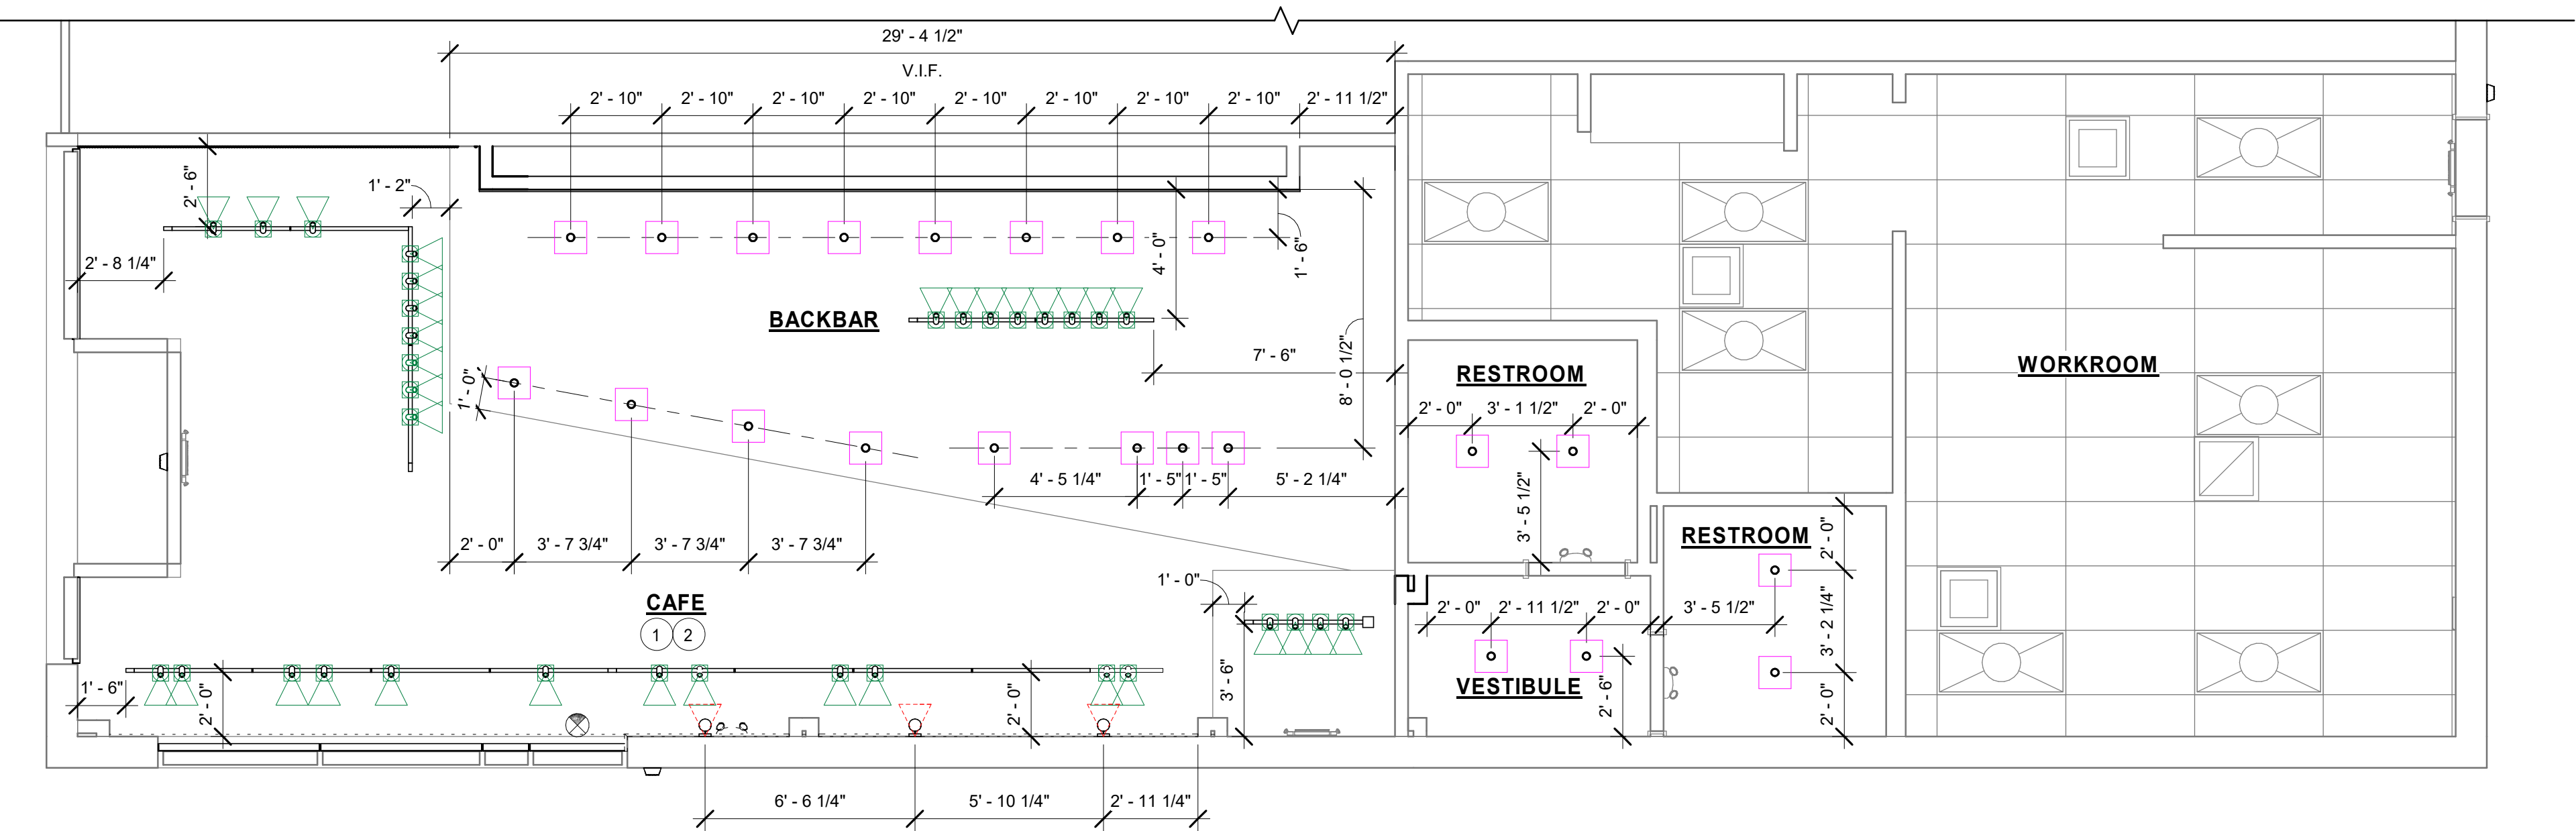 29' - 4 1/2"
V.I.F.
2' - 10" 2' - 10" 2' - 10" 2' - 10" 2' - 10" 2' - 10" 2' - 10" 2' - 10" 2' - 11 1/2"
2' - 6"
1' - 2"
2' - 8 1/4"
4' - 0"
1' - 6"
BACKBAR
7' - 6"
8' - 0 1/2"
1' - 0"
4' - 5 1/4" 1' - 5" 1' - 5" 5' - 2 1/4"
2' - 0" 3' - 7 3/4" 3' - 7 3/4" 3' - 7 3/4"
RESTROOM
2' - 0" 3' - 1 1/2" 2' - 0"
3' - 5 1/2"
WORKROOM
RESTROOM
2' - 0"
3' - 2 1/4"
2' - 0"
3' - 5 1/2"
1' - 0"
CAFE
1 2
2' - 0" 2' - 11 1/2" 2' - 0"
VESTIBULE
2' - 6"
3' - 6"
1' - 6"
2' - 0"
2' - 0"
6' - 6 1/4" 5' - 10 1/4" 2' - 11 1/4"